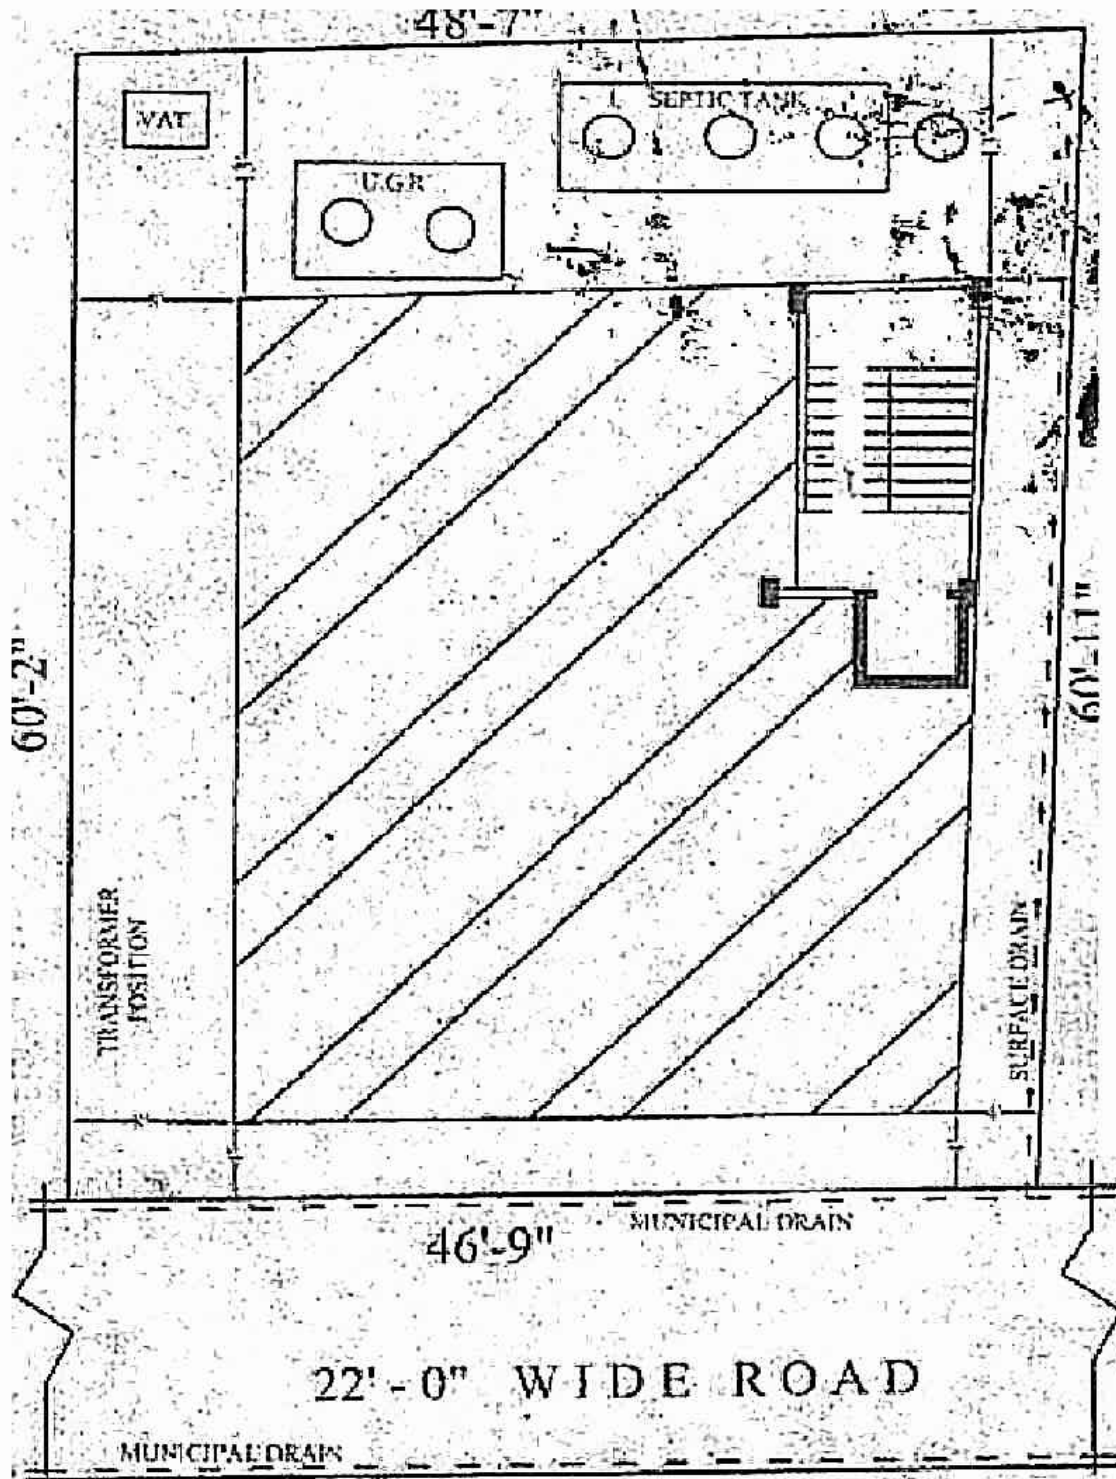 48'-7"
SEPTIC TANK
VAT
U.G.R
60'-2"
60'-11"
TRANSFORMER
POSITION
SURFACE DRAIN
MUNICIPAL DRAIN
46'-9"
22'-0" WIDE ROAD
MUNICIPAL DRAIN